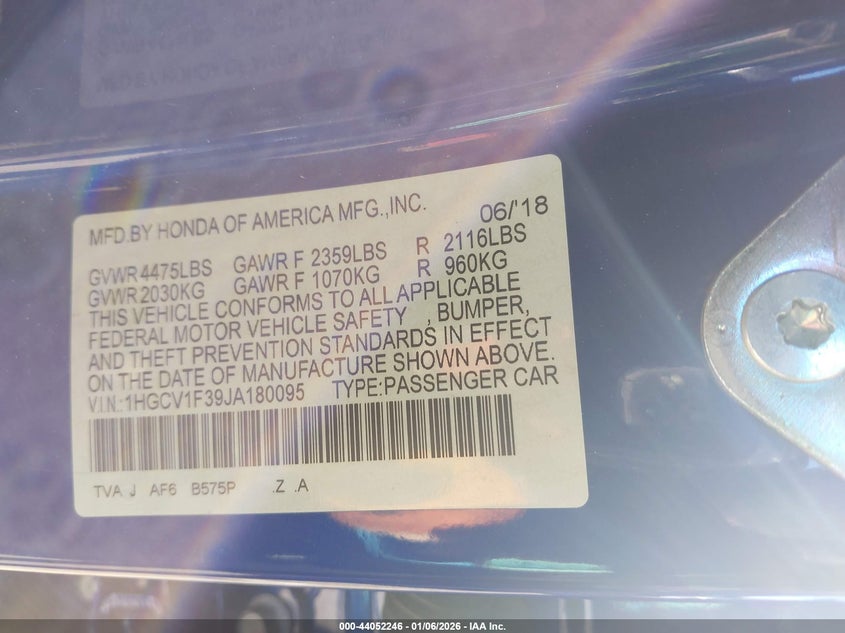 MFD.BY HONDA OF AMERICA MFG.,INC. 06/'18
GVWR 4475LBS GAWR F 2359LBS R 2116LBS
GVWR 2030KG GAWR F 1070KG R 960KG
THIS VEHICLE CONFORMS TO ALL APPLICABLE
FEDERAL MOTOR VEHICLE SAFETY , BUMPER,
AND THEFT PREVENTION STANDARDS IN EFFECT
ON THE DATE OF MANUFACTURE SHOWN ABOVE.
V.I.N.:1HGCV1F39JA180095 TYPE:PASSENGER CAR
TVA J AF6 B575P .Z .A
000-44052246 - 01/06/2026 - IAA Inc.